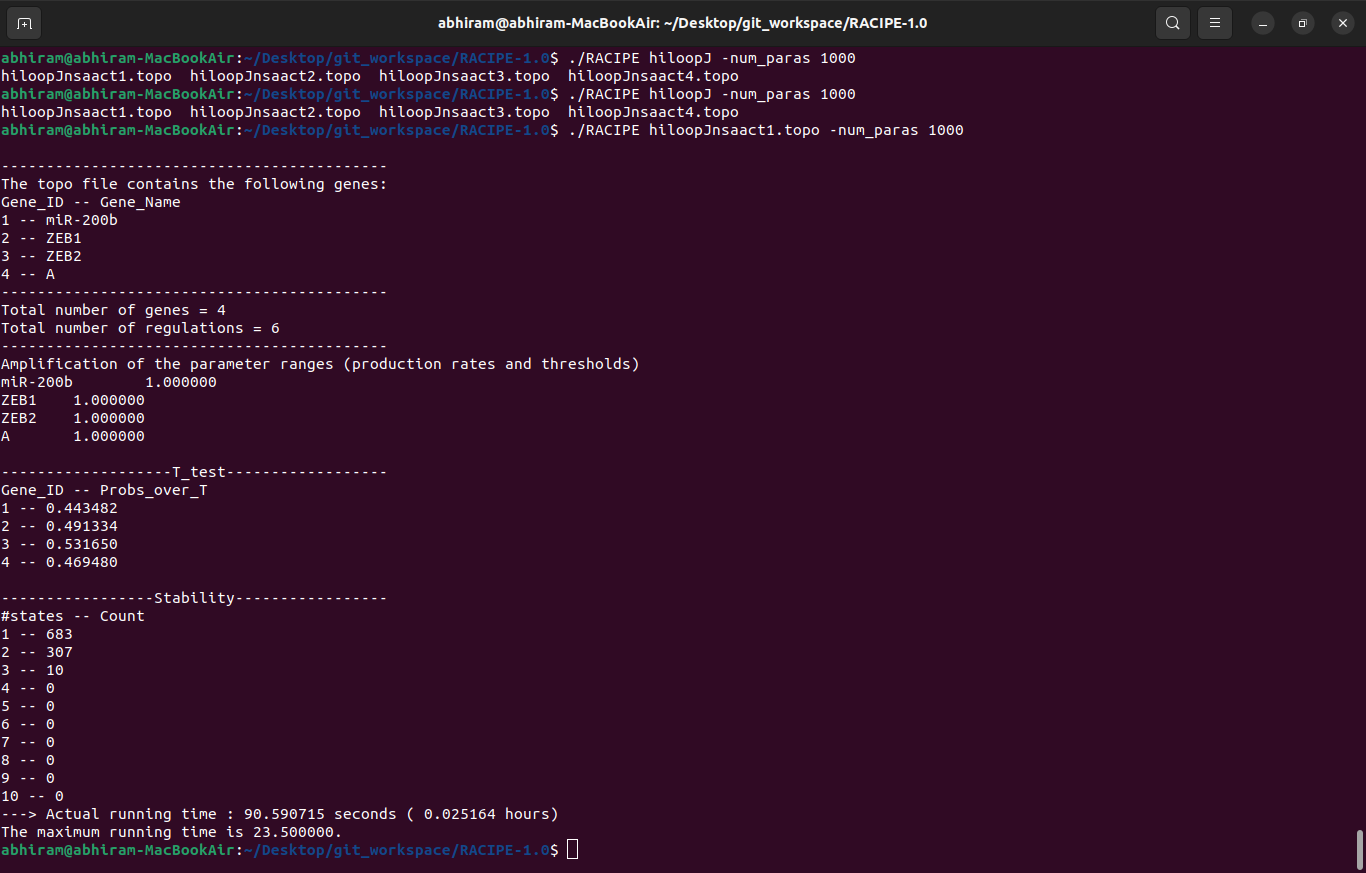 abhiram@abhiram-MacBookAir: ~/Desktop/git_workspace/RACIPE-1.0
abhiram@abhiram-MacBookAir:~/Desktop/git_workspace/RACIPE-1.0$ ./RACIPE hiloopJ -num_paras 1000
hiloopJnsaact1.topo  hiloopJnsaact2.topo  hiloopJnsaact3.topo  hiloopJnsaact4.topo
abhiram@abhiram-MacBookAir:~/Desktop/git_workspace/RACIPE-1.0$ ./RACIPE hiloopJ -num_paras 1000
hiloopJnsaact1.topo  hiloopJnsaact2.topo  hiloopJnsaact3.topo  hiloopJnsaact4.topo
abhiram@abhiram-MacBookAir:~/Desktop/git_workspace/RACIPE-1.0$ ./RACIPE hiloopJnsaact1.topo -num_paras 1000
-------------------------------------------
The topo file contains the following genes:
Gene_ID -- Gene_Name
1 -- miR-200b
2 -- ZEB1
3 -- ZEB2
4 -- A
-------------------------------------------
Total number of genes = 4
Total number of regulations = 6
-------------------------------------------
Amplification of the parameter ranges (production rates and thresholds)
miR-200b        1.000000
ZEB1    1.000000
ZEB2    1.000000
A       1.000000
-------------------T_test------------------
Gene_ID -- Probs_over_T
1 -- 0.443482
2 -- 0.491334
3 -- 0.531650
4 -- 0.469480
-----------------Stability-----------------
#states -- Count
1 -- 683
2 -- 307
3 -- 10
4 -- 0
5 -- 0
6 -- 0
7 -- 0
8 -- 0
9 -- 0
10 -- 0
---> Actual running time : 90.590715 seconds ( 0.025164 hours)
The maximum running time is 23.500000.
abhiram@abhiram-MacBookAir:~/Desktop/git_workspace/RACIPE-1.0$